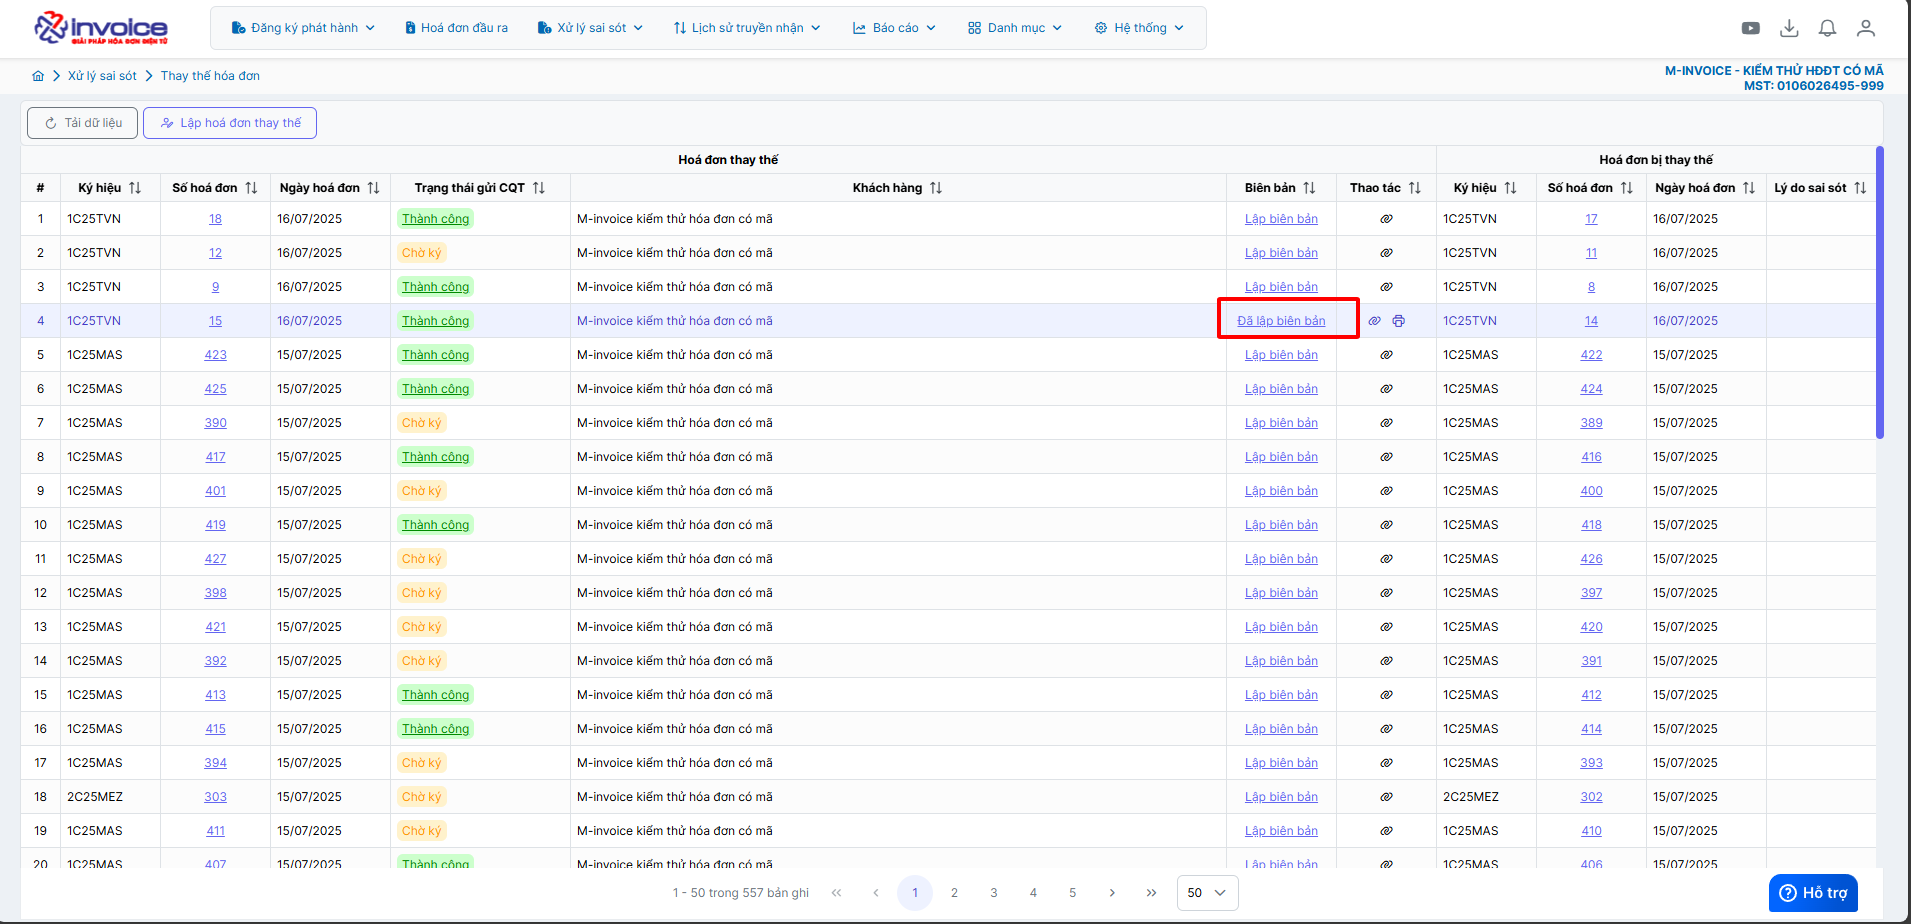 invoice
GIẢI PHÁP HÓA ĐƠN ĐIỆN TỬ
Đăng ký phát hành
Hoá đơn đầu ra
Xử lý sai sót
Lịch sử truyền nhận
Báo cáo
Danh mục
Hệ thống
Xử lý sai sót > Thay thế hóa đơn
M-INVOICE - KIỂM THỬ HĐĐT CÓ MÃ
MST: 0106026495-999
Tải dữ liệu
Lập hoá đơn thay thế
Hoá đơn thay thế Hoá đơn bị thay thế
# Ký hiệu Số hoá đơn Ngày hoá đơn Trạng thái gửi CQT Khách hàng Biên bản Thao tác Ký hiệu Số hoá đơn Ngày hoá đơn Lý do sai sót
1 1C25TVN 18 16/07/2025 Thành công M-invoice kiểm thử hóa đơn có mã Lập biên bản 1C25TVN 17 16/07/2025
2 1C25TVN 12 16/07/2025 Chờ ký M-invoice kiểm thử hóa đơn có mã Lập biên bản 1C25TVN 11 16/07/2025
3 1C25TVN 9 16/07/2025 Thành công M-invoice kiểm thử hóa đơn có mã Lập biên bản 1C25TVN 8 16/07/2025
4 1C25TVN 15 16/07/2025 Thành công M-invoice kiểm thử hóa đơn có mã Đã lập biên bản 1C25TVN 14 16/07/2025
5 1C25MAS 423 15/07/2025 Thành công M-invoice kiểm thử hóa đơn có mã Lập biên bản 1C25MAS 422 15/07/2025
6 1C25MAS 425 15/07/2025 Thành công M-invoice kiểm thử hóa đơn có mã Lập biên bản 1C25MAS 424 15/07/2025
7 1C25MAS 390 15/07/2025 Chờ ký M-invoice kiểm thử hóa đơn có mã Lập biên bản 1C25MAS 389 15/07/2025
8 1C25MAS 417 15/07/2025 Thành công M-invoice kiểm thử hóa đơn có mã Lập biên bản 1C25MAS 416 15/07/2025
9 1C25MAS 401 15/07/2025 Chờ ký M-invoice kiểm thử hóa đơn có mã Lập biên bản 1C25MAS 400 15/07/2025
10 1C25MAS 419 15/07/2025 Thành công M-invoice kiểm thử hóa đơn có mã Lập biên bản 1C25MAS 418 15/07/2025
11 1C25MAS 427 15/07/2025 Chờ ký M-invoice kiểm thử hóa đơn có mã Lập biên bản 1C25MAS 426 15/07/2025
12 1C25MAS 398 15/07/2025 Chờ ký M-invoice kiểm thử hóa đơn có mã Lập biên bản 1C25MAS 397 15/07/2025
13 1C25MAS 421 15/07/2025 Chờ ký M-invoice kiểm thử hóa đơn có mã Lập biên bản 1C25MAS 420 15/07/2025
14 1C25MAS 392 15/07/2025 Chờ ký M-invoice kiểm thử hóa đơn có mã Lập biên bản 1C25MAS 391 15/07/2025
15 1C25MAS 413 15/07/2025 Thành công M-invoice kiểm thử hóa đơn có mã Lập biên bản 1C25MAS 412 15/07/2025
16 1C25MAS 415 15/07/2025 Thành công M-invoice kiểm thử hóa đơn có mã Lập biên bản 1C25MAS 414 15/07/2025
17 1C25MAS 394 15/07/2025 Chờ ký M-invoice kiểm thử hóa đơn có mã Lập biên bản 1C25MAS 393 15/07/2025
18 2C25MEZ 303 15/07/2025 Chờ ký M-invoice kiểm thử hóa đơn có mã Lập biên bản 2C25MEZ 302 15/07/2025
19 1C25MAS 411 15/07/2025 Chờ ký M-invoice kiểm thử hóa đơn có mã Lập biên bản 1C25MAS 410 15/07/2025
20 1C25MAS 407 15/07/2025 Thành công M-invoice kiểm thử hóa đơn có mã Lập biên bản 1C25MAS 406 15/07/2025
1 - 50 trong 557 bản ghi « ‹ 1 2 3 4 5 › » 50
Hỗ trợ